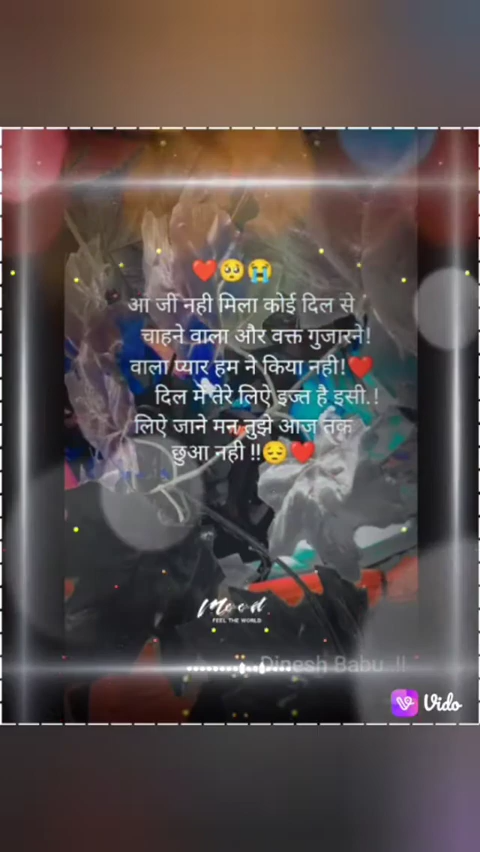 ❤️🥺😭
आ जीं नही मिला कोई दिल से
चाहने वाला और वक्त गुजारने!
वाला प्यार हम ने किया नही!❤️
दिल में तेरे लिऐ इज्त है इसी.!
लिऐ जाने मन तुझे आज तक
छुआ नही !!😔❤️
Mood
FEEL THE WORLD
Dinesh Babu .!!
Vido